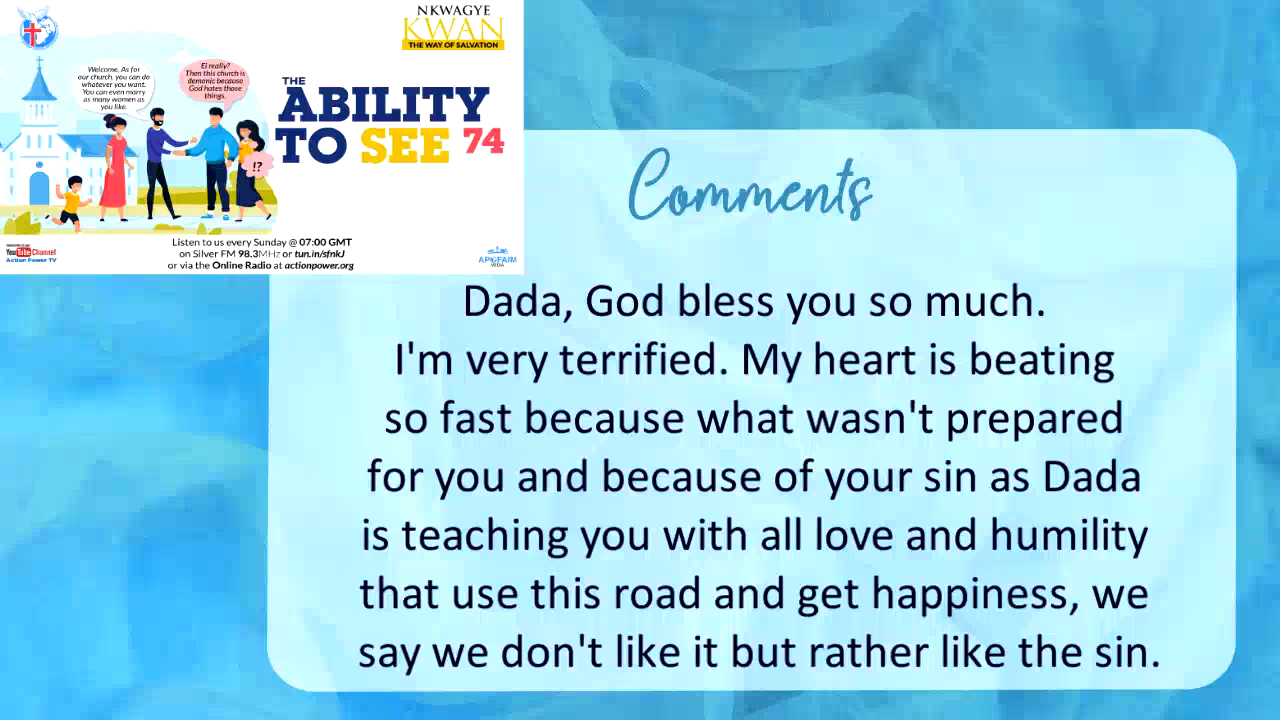 NKWAGYE
KWAN
THE WAY OF SALVATION
Welcome. As for
our church, you can do
whatever you want.
You can even marry
as many women as
you like.
Ei really?
Then this church is
demonic because
God hates those
things.
!?
THE
ABILITY
TO SEE 74
Listen to us every Sunday @ 07:00 GMT
on Silver FM 98.3MHz or tun.in/sfnkJ
or via the Online Radio at actionpower.org
YouTube Channel
Action Power TV
APOFAIM
WIDA
Comments
Dada, God bless you so much.
I'm very terrified. My heart is beating
so fast because what wasn't prepared
for you and because of your sin as Dada
is teaching you with all love and humility
that use this road and get happiness, we
say we don't like it but rather like the sin.